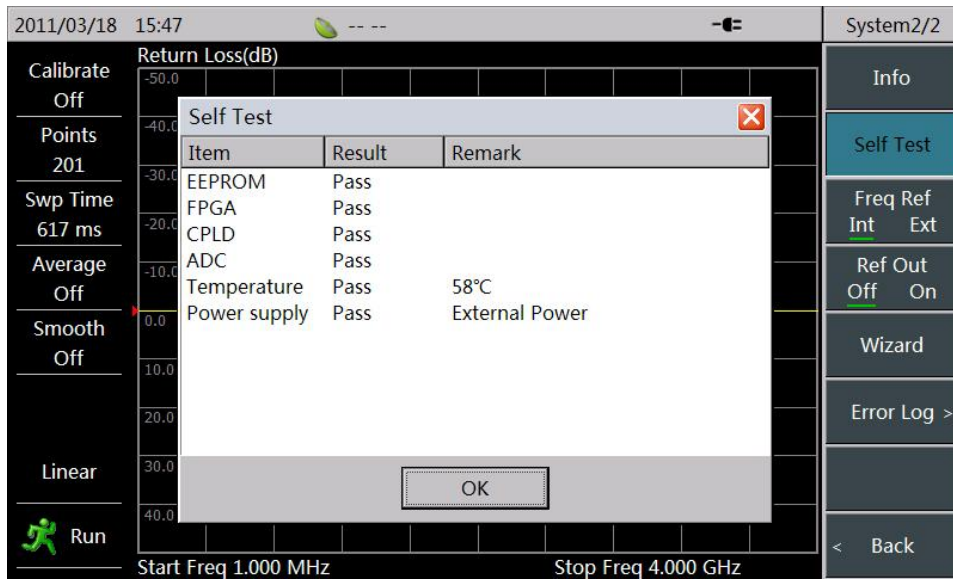 2011/03/18 15:47 -- -- System2/2
Calibrate
Off
Points
201
Swp Time
617 ms
Average
Off
Smooth
Off
Linear
Run
Return Loss(dB)
-50.0
-40.0
-30.0
-20.0
-10.0
0.0
10.0
20.0
30.0
40.0
Self Test
Item Result Remark
EEPROM Pass
FPGA Pass
CPLD Pass
ADC Pass
Temperature Pass 58℃
Power supply Pass External Power
OK
Start Freq 1.000 MHz Stop Freq 4.000 GHz
Info
Self Test
Freq Ref
Int Ext
Ref Out
Off On
Wizard
Error Log >
< Back